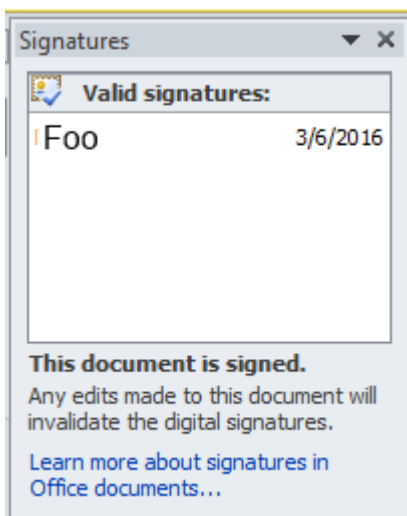 Signatures
Valid signatures:
Foo 3/6/2016
This document is signed.
Any edits made to this document will
invalidate the digital signatures.
Learn more about signatures in
Office documents...